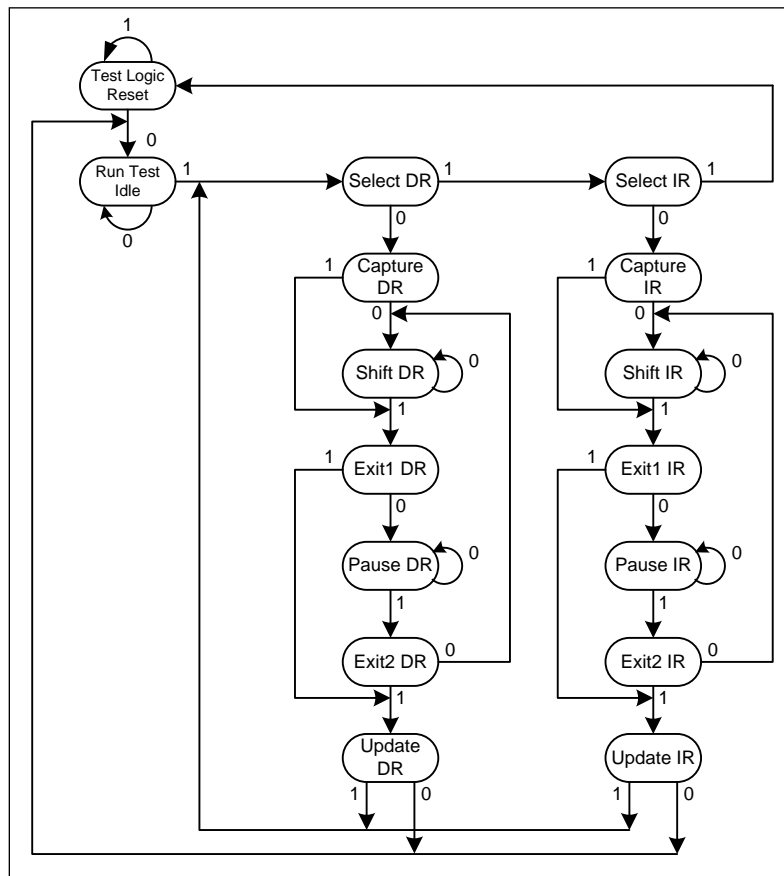 1
Test Logic
Reset
0
Run Test
Idle
1
0
Select DR
1
Select IR
1
0
0
1
Capture
DR
0
1
Capture
IR
0
Shift DR
0
Shift IR
0
1
1
1
Exit1 DR
1
Exit1 IR
0
0
Pause DR
0
Pause IR
0
1
1
Exit2 DR
0
Exit2 IR
0
1
1
Update
DR
Update IR
1
0
1
0